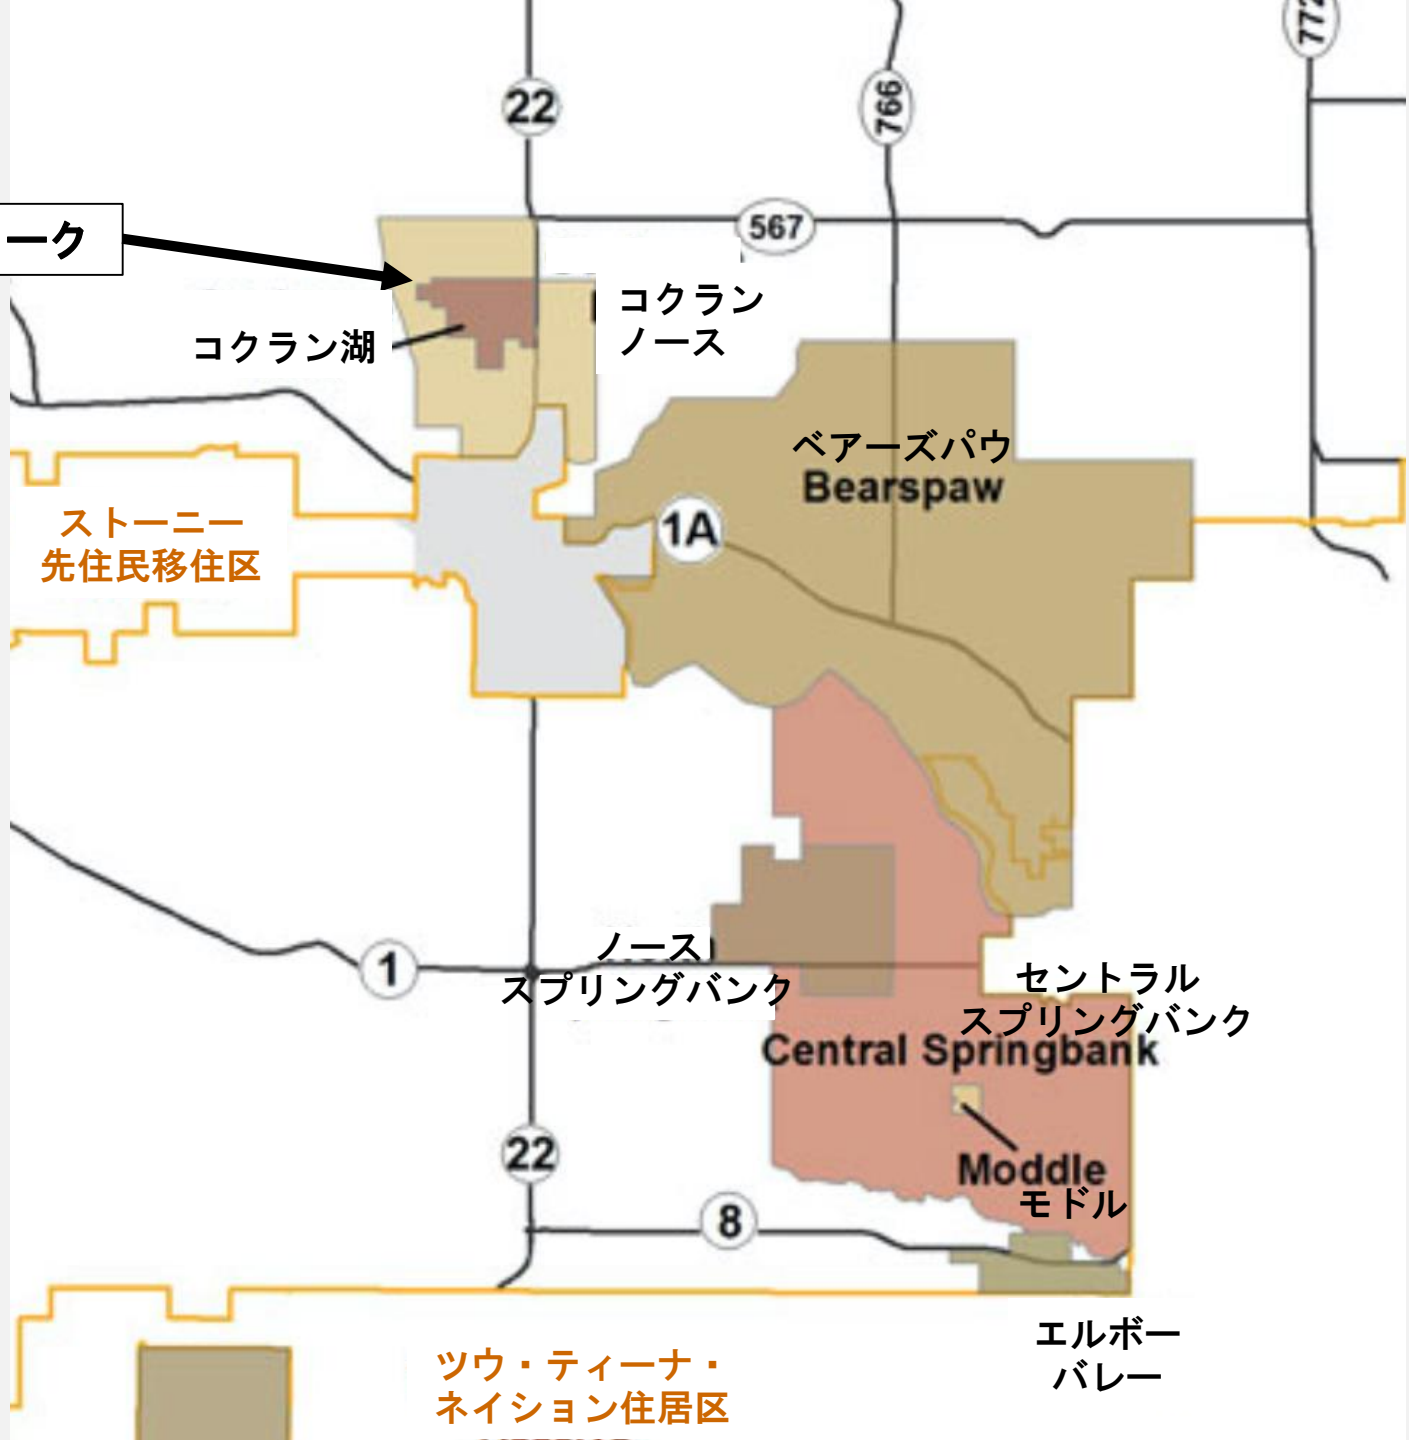 772
22
766
ーク
567
コクラン
ノース
コクラン湖
ベアーズパウ
Bearspaw
ストーニー
先住民移住区
1A
ノース
スプリングバンク
1
セントラル
スプリングバンク
Central Springbank
22
Moddle
モドル
8
エルボー
バレー
ツウ・ティーナ・
ネイション住居区